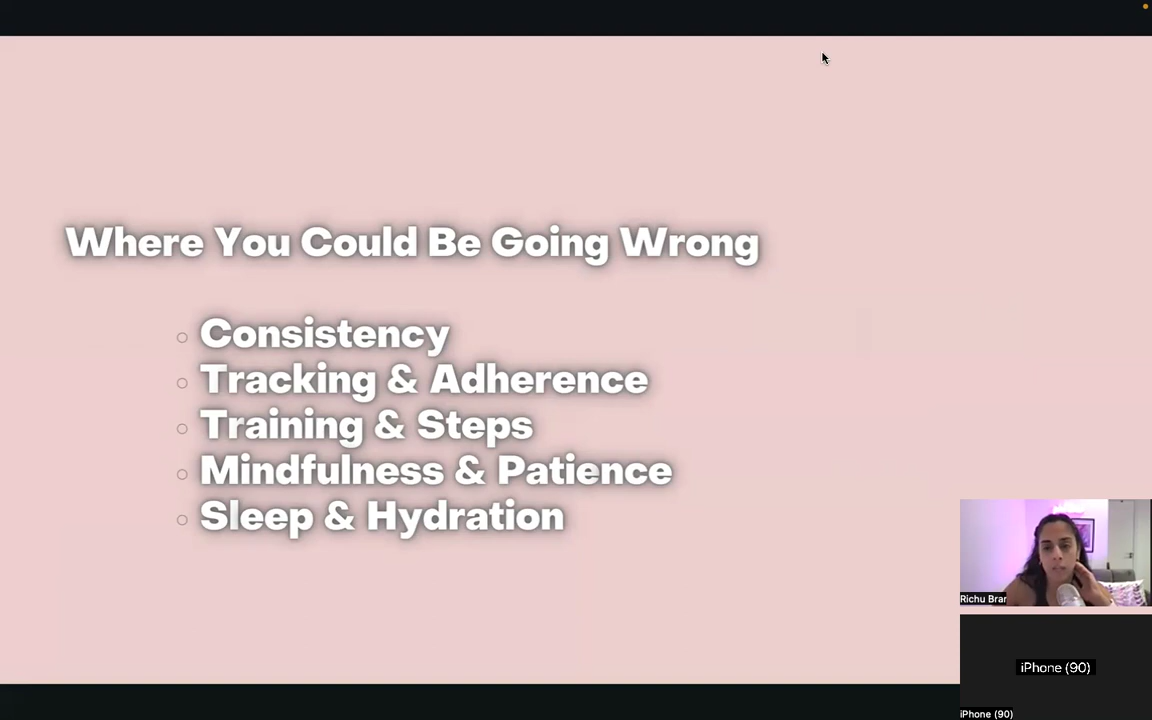 Where You Could Be Going Wrong
Consistency
Tracking & Adherence
Training & Steps
Mindfulness & Patience
Sleep & Hydration
Richu Brar
iPhone (90)
iPhone (90)